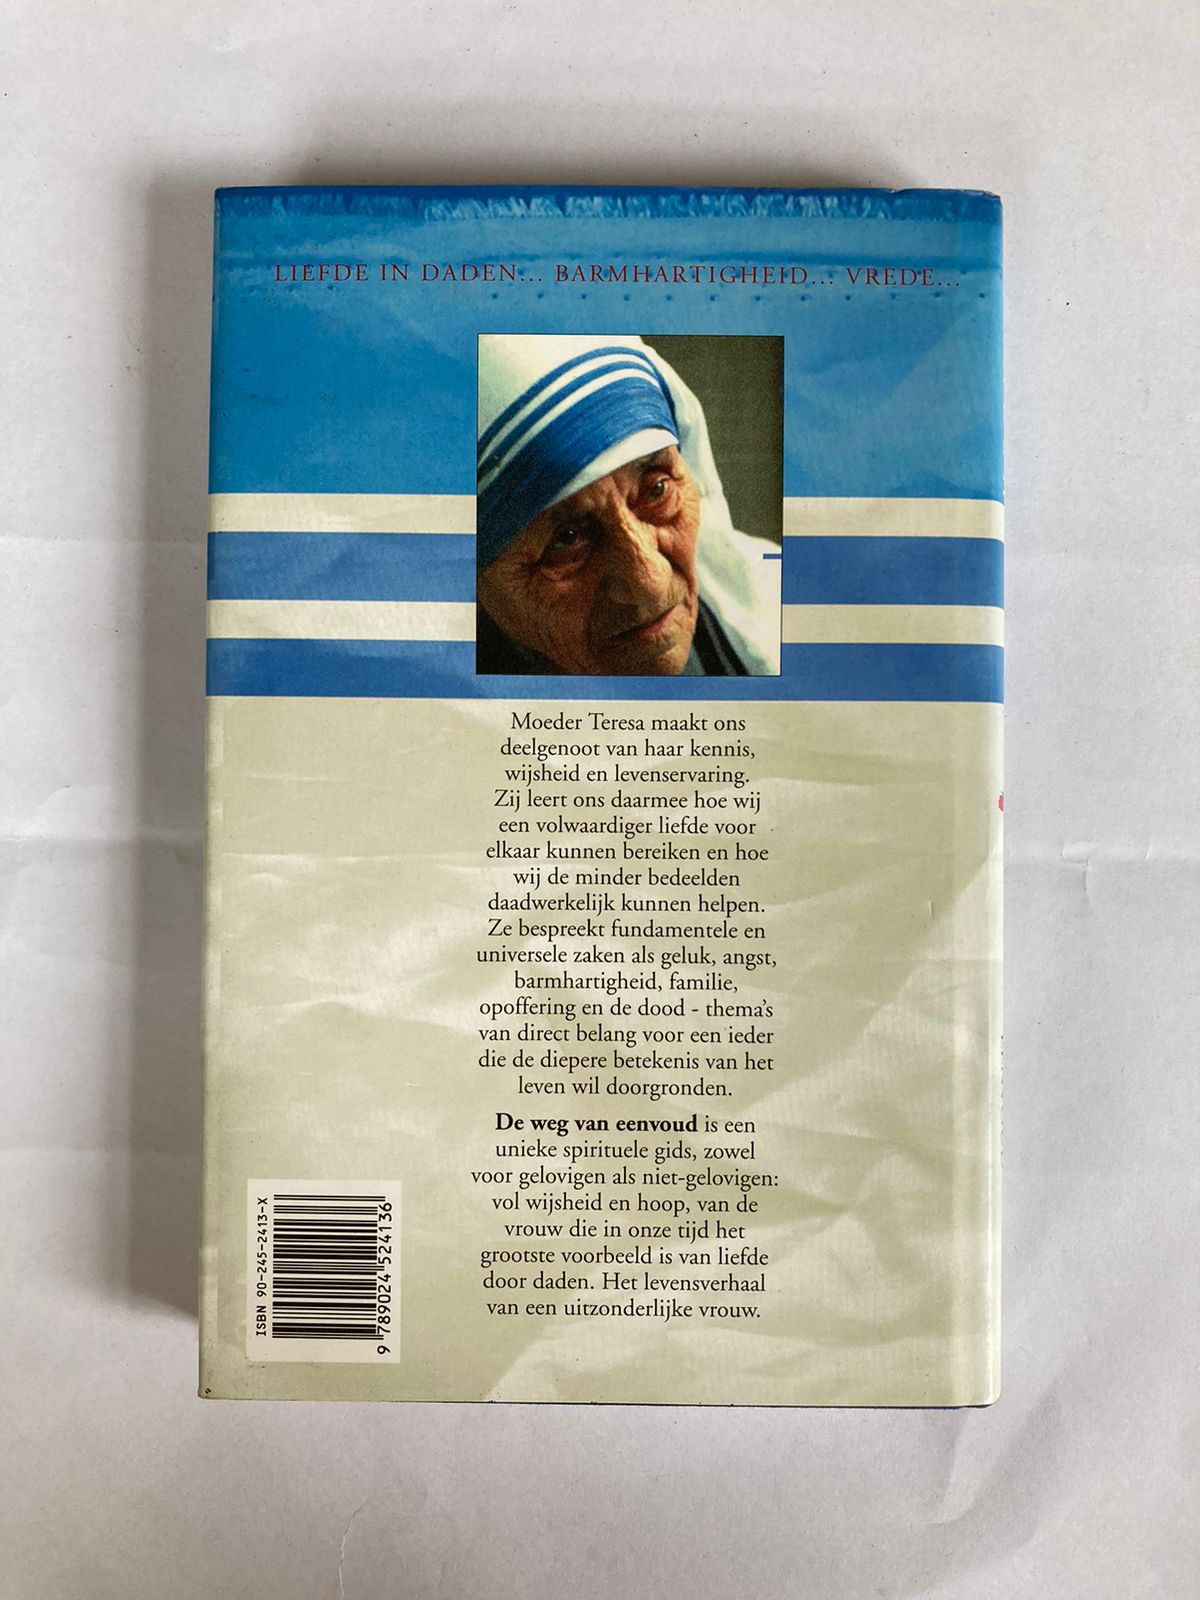 LIEFDE IN DADEN... BARMHARTIGHEID... VREDE...
Moeder Teresa maakt ons
deelgenoot van haar kennis,
wijsheid en levenservaring.
Zij leert ons daarmee hoe wij
een volwaardiger liefde voor
elkaar kunnen bereiken en hoe
wij de minder bedeelden
daadwerkelijk kunnen helpen.
Ze bespreekt fundamentele en
universele zaken als geluk, angst,
barmhartigheid, familie,
opoffering en de dood - thema's
van direct belang voor een ieder
die de diepere betekenis van het
leven wil doorgronden.
De weg van eenvoud is een
unieke spirituele gids, zowel
voor gelovigen als niet-gelovigen:
vol wijsheid en hoop, van de
vrouw die in onze tijd het
grootste voorbeeld is van liefde
door daden. Het levensverhaal
van een uitzonderlijke vrouw.
ISBN 90-245-2413-X
9 789024 524136